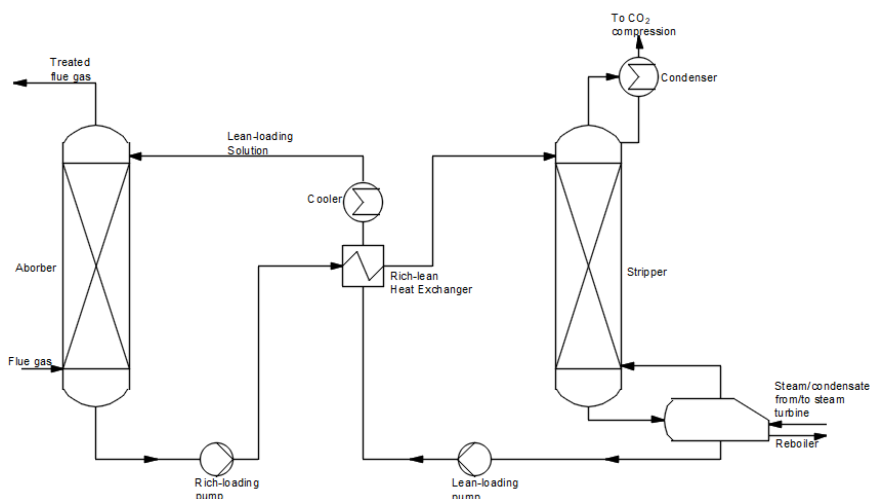 To CO₂
compression
Treated
flue gas
Condenser
Lean-loading
Solution
Cooler
Aborber
Rich-lean
Heat Exchanger
Stripper
Flue gas
Steam/condensate
from/to steam
turbine
Reboiler
Rich-loading
pump
Lean-loading
pump